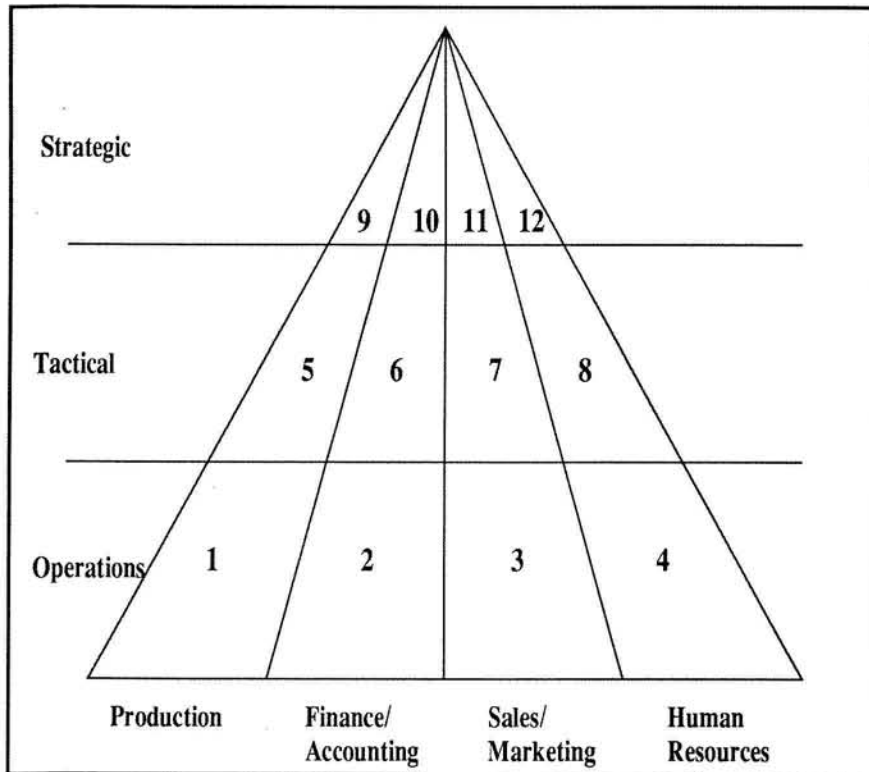 Strategic
9 10 11 12
Tactical
5 6 7 8
Operations
1 2 3 4
Production Finance/ Sales/ Human
Accounting Marketing Resources